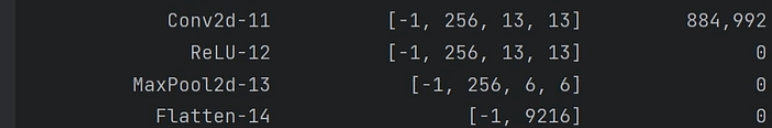 Conv2d-11 [-1, 256, 13, 13] 884,992
ReLU-12 [-1, 256, 13, 13] 0
MaxPool2d-13 [-1, 256, 6, 6] 0
Flatten-14 [-1, 9216] 0